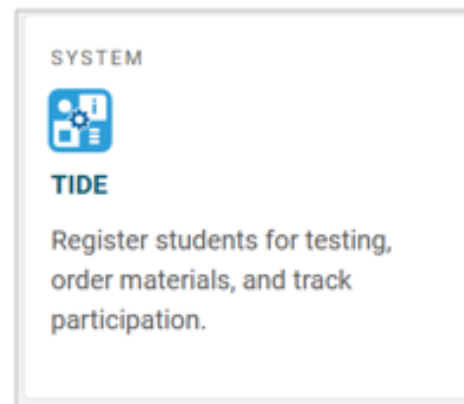 SYSTEM
TIDE
Register students for testing,
order materials, and track
participation.